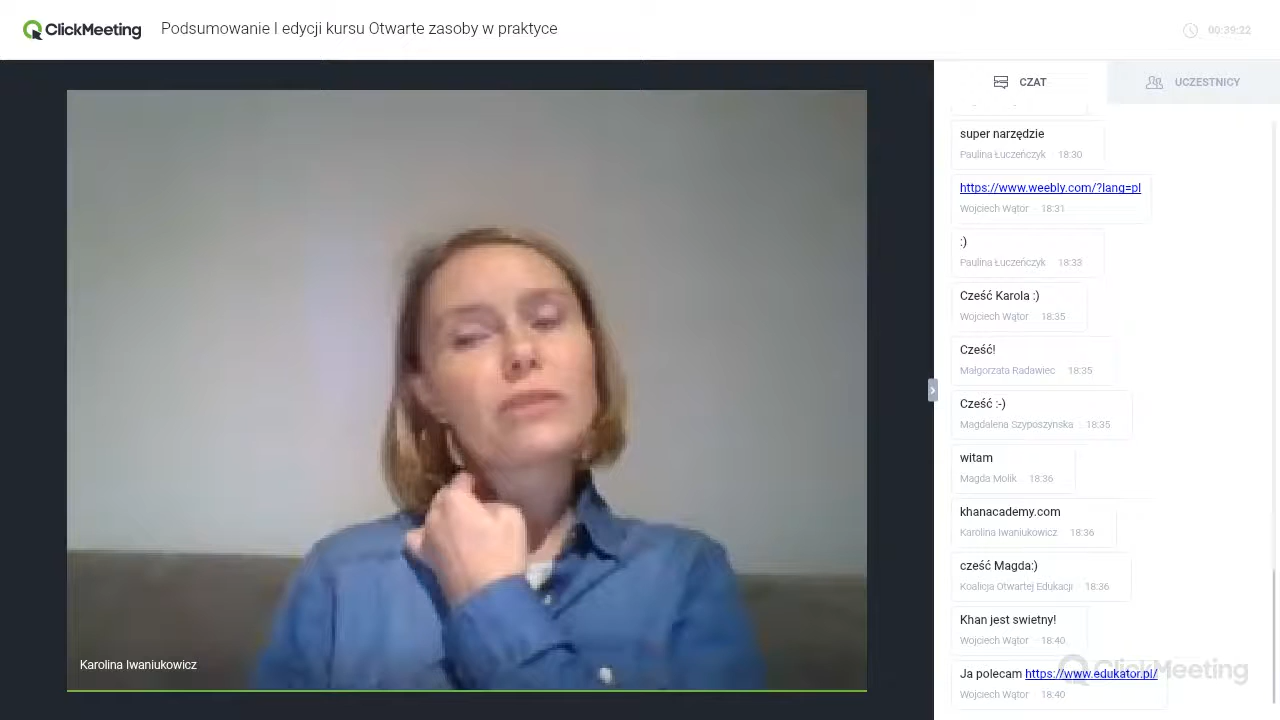 ClickMeeting
Podsumowanie I edycji kursu Otwarte zasoby w praktyce
00:39:22
CZAT
UCZESTNICY
super narzędzie
Paulina Łuczeńczyk 18:30
https://www.weebly.com/?lang=pl
Wojciech Wątor 18:31
:)
Paulina Łuczeńczyk 18:33
Cześć Karola :)
Wojciech Wątor 18:35
Cześć!
Małgorzata Radawiec 18:35
Cześć :-)
Magdalena Szyposzynska 18:35
witam
Magda Molik 18:36
khanacademy.com
Karolina Iwaniukowicz 18:36
cześć Magda:)
Koalicja Otwartej Edukacji 18:36
Khan jest swietny!
Wojciech Wątor 18:40
Ja polecam https://www.edukator.pl/
Wojciech Wątor 18:40
ClickMeeting
Karolina Iwaniukowicz